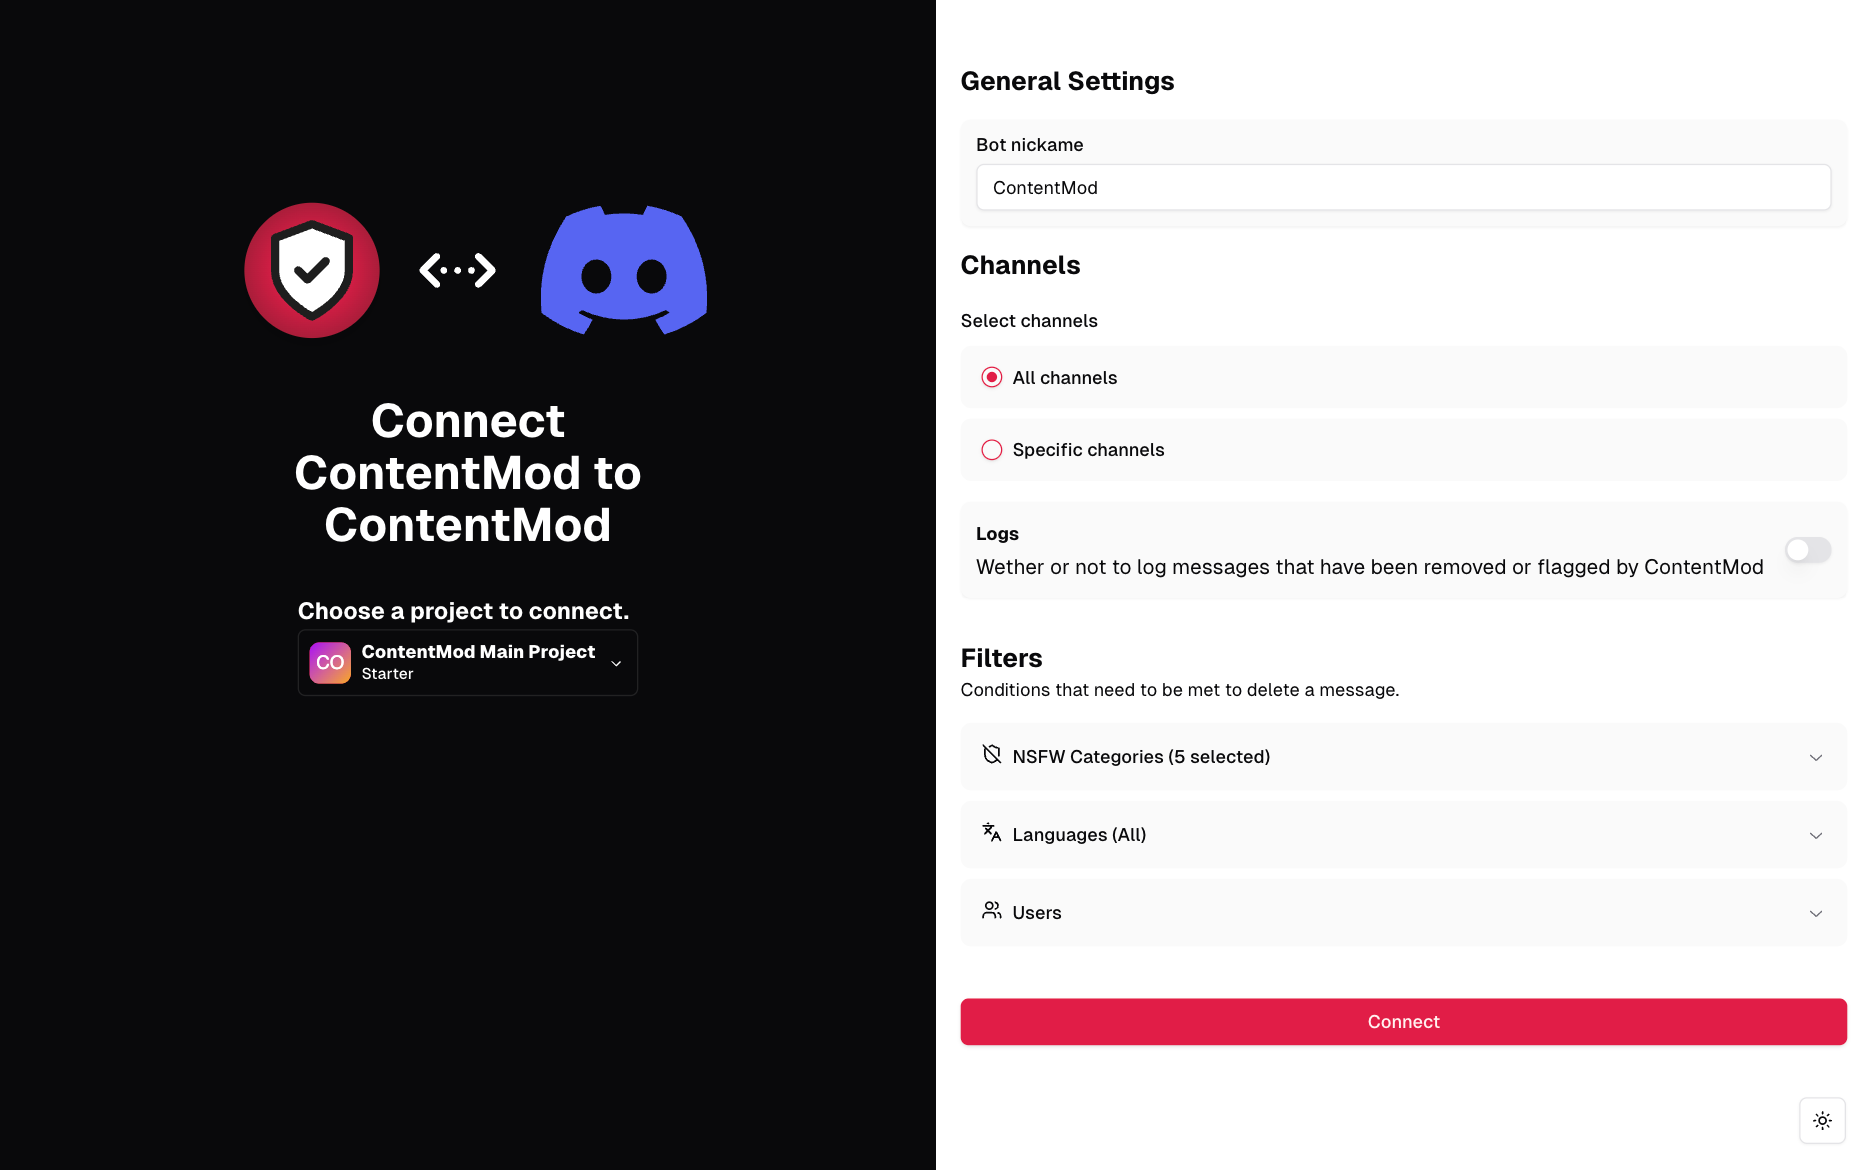 Connect
ContentMod to
ContentMod
Choose a project to connect.
CO
ContentMod Main Project
Starter
General Settings
Bot nickame
ContentMod
Channels
Select channels
All channels
Specific channels
Logs
Wether or not to log messages that have been removed or flagged by ContentMod
Filters
Conditions that need to be met to delete a message.
NSFW Categories (5 selected)
Languages (All)
Users
Connect